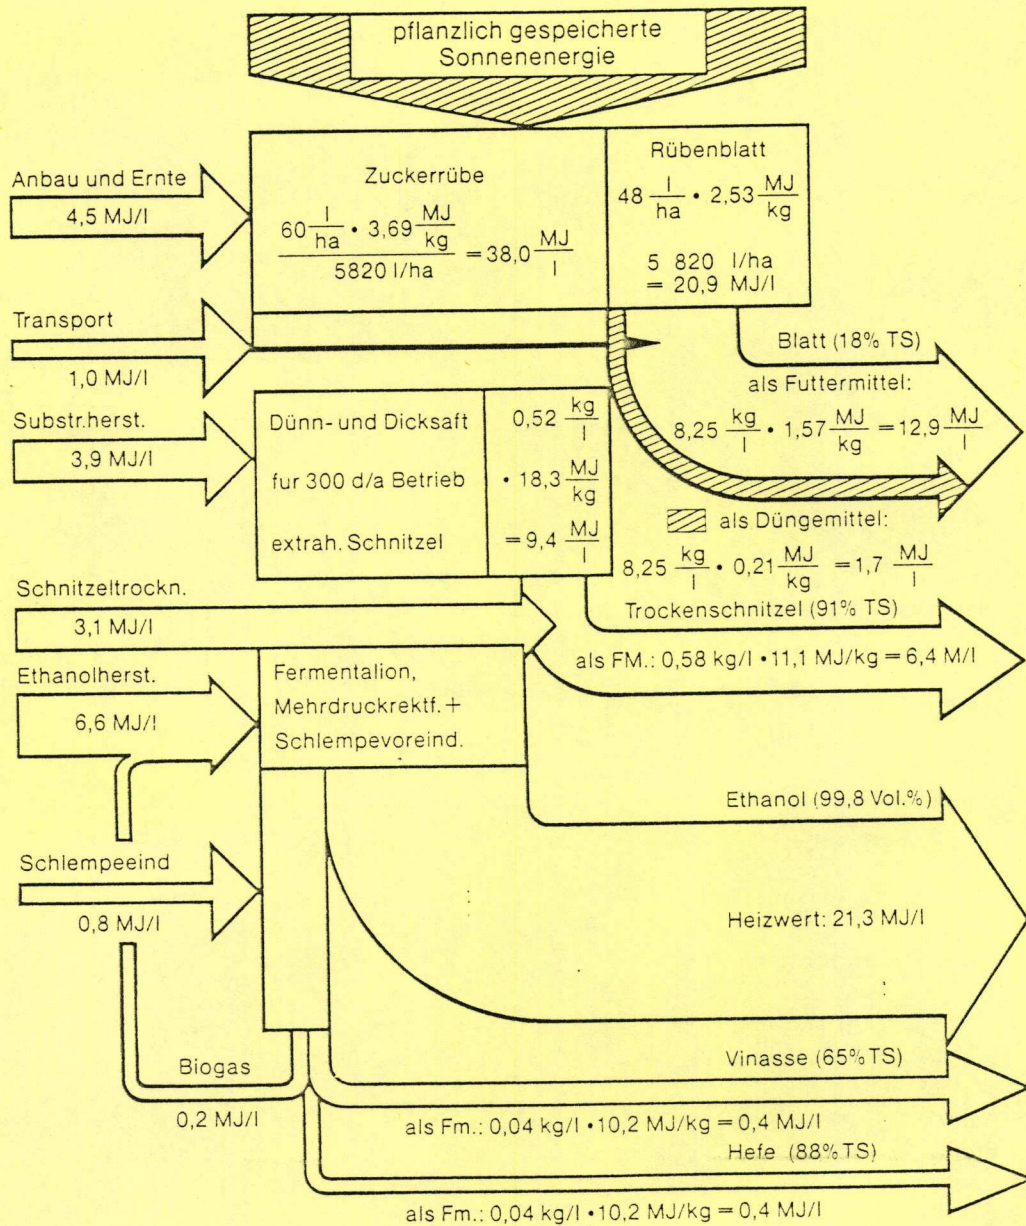 pflanzlich gespeicherte
Sonnenenergie
Anbau und Ernte
4,5 MJ/l
Zuckerrübe
60 l/ha • 3,69 MJ/kg
5820 l/ha
= 38,0 MJ/l
Rübenblatt
48 l/ha • 2,53 MJ/kg
5 820 l/ha
= 20,9 MJ/l
Transport
1,0 MJ/l
Blatt (18% TS)
als Futtermittel:
8,25 kg/l • 1,57 MJ/kg = 12,9 MJ/l
Substr.herst.
3,9 MJ/l
Dünn- und Dicksaft
fur 300 d/a Betrieb
extrah. Schnitzel
0,52 kg/l
• 18,3 MJ/kg
= 9,4 MJ/l
als Düngemittel:
8,25 kg/l • 0,21 MJ/kg = 1,7 MJ/l
Schnitzeltrockn.
3,1 MJ/l
Trockenschnitzel (91% TS)
als FM.: 0,58 kg/l • 11,1 MJ/kg = 6,4 M/l
Ethanolherst.
6,6 MJ/l
Fermentalion,
Mehrdruckrektf. +
Schlempevoreind.
Ethanol (99,8 Vol.%)
Heizwert: 21,3 MJ/l
Schlempeeind
0,8 MJ/l
Biogas
0,2 MJ/l
Vinasse (65% TS)
als Fm.: 0,04 kg/l • 10,2 MJ/kg = 0,4 MJ/l
Hefe (88% TS)
als Fm.: 0,04 kg/l • 10,2 MJ/kg = 0,4 MJ/l